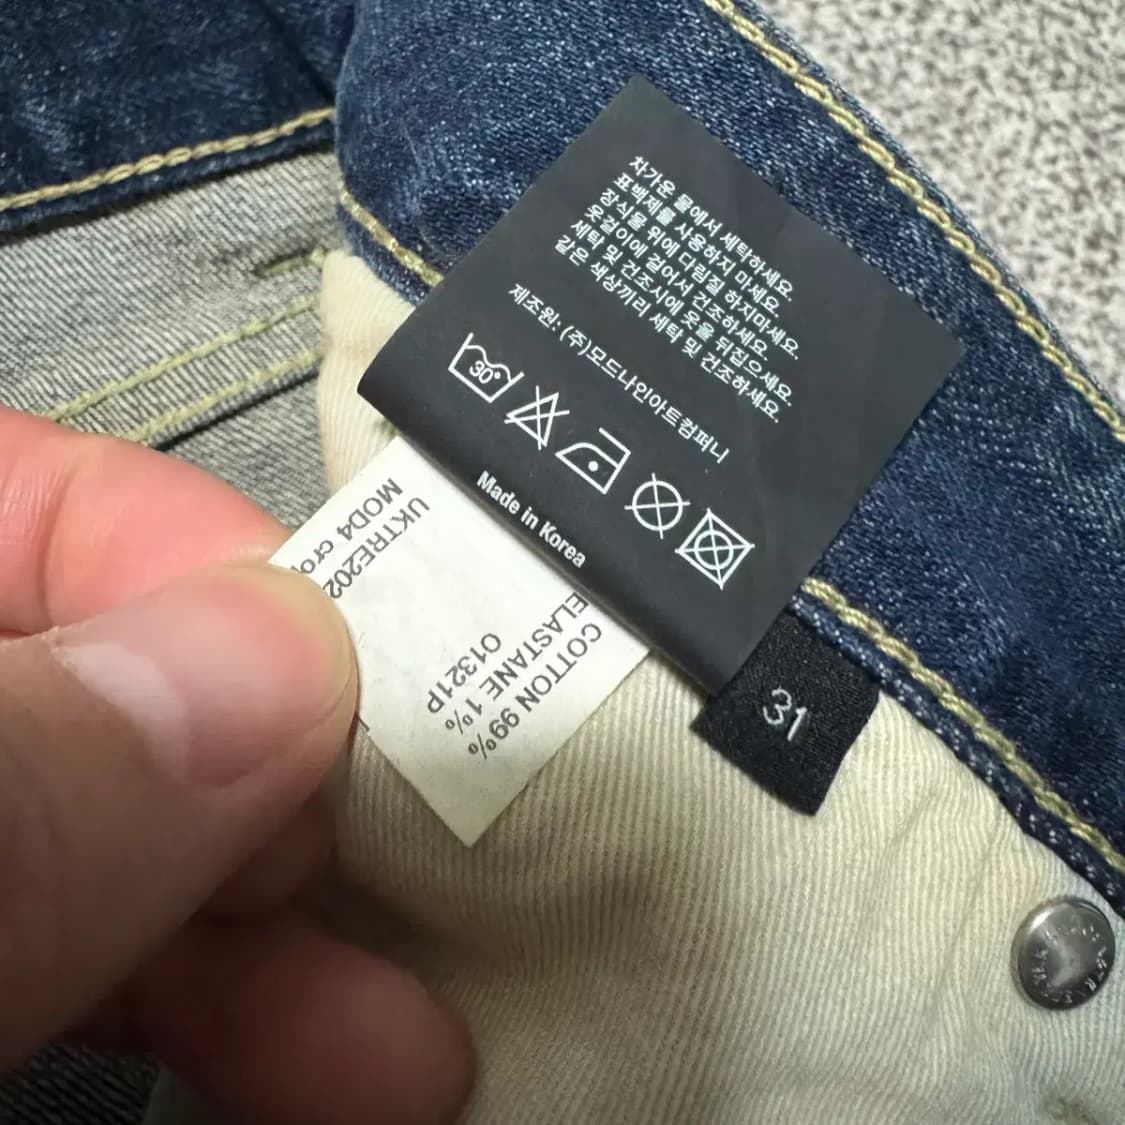 차가운 물에서 세탁하세요.
표백제를 사용하지 마세요.
장식물 위에 다림질 하지마세요.
옷걸이에 걸어서 건조하세요.
세탁 및 건조시에 옷을 뒤집으세요.
같은 색상끼리 세탁 및 건조하세요.
제조원: (주)모드나인아트컴퍼니
30°
Made in Korea
31
COTTON 99%
ELASTANE 1%
01321P
UKTRE202
MOD4 cro